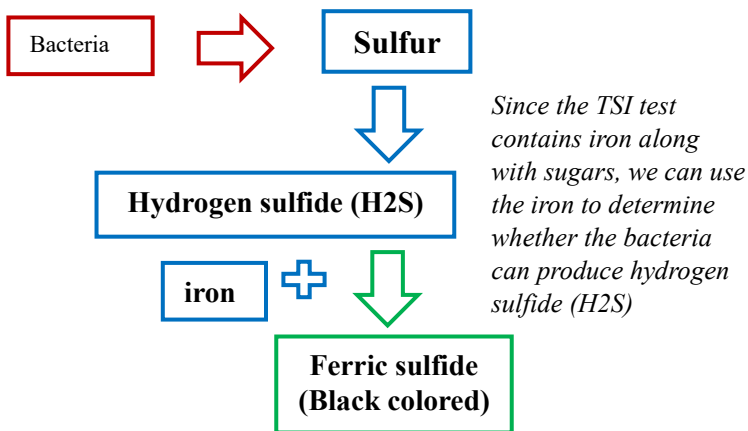 Bacteria
Sulfur
Since the TSI test
contains iron along
with sugars, we can use
the iron to determine
whether the bacteria
can produce hydrogen
sulfide (H2S)
Hydrogen sulfide (H2S)
iron
Ferric sulfide
(Black colored)